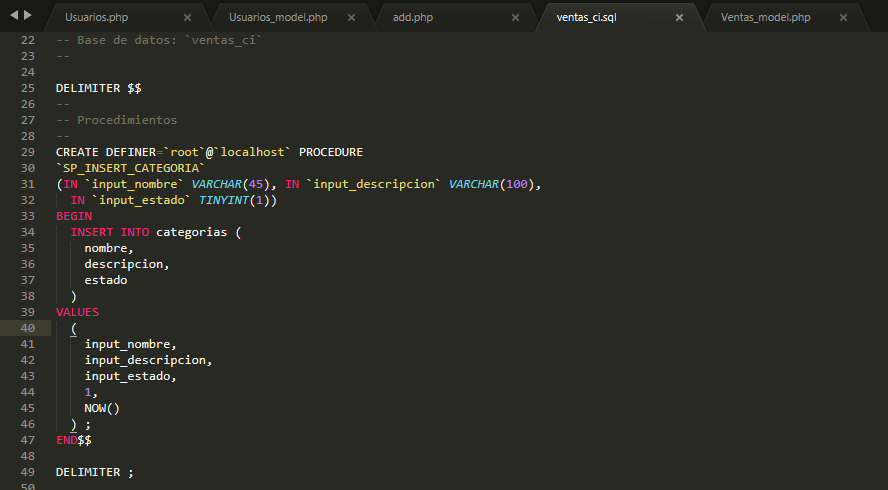 Usuarios.php × Usuarios_model.php × add.php × ventas_ci.sql × Ventas_model.php ×
22 -- Base de datos: `ventas_ci`
23 --
24
25 DELIMITER $$
26 --
27 -- Procedimientos
28 --
29 CREATE DEFINER=`root`@`localhost` PROCEDURE
30 `SP_INSERT_CATEGORIA`
31 (IN `input_nombre` VARCHAR(45), IN `input_descripcion` VARCHAR(100),
32 IN `input_estado` TINYINT(1))
33 BEGIN
34 INSERT INTO categorias (
35 nombre,
36 descripcion,
37 estado
38 )
39 VALUES
40 (
41 input_nombre,
42 input_descripcion,
43 input_estado,
44 1,
45 NOW()
46 ) ;
47 END$$
48
49 DELIMITER ;
50